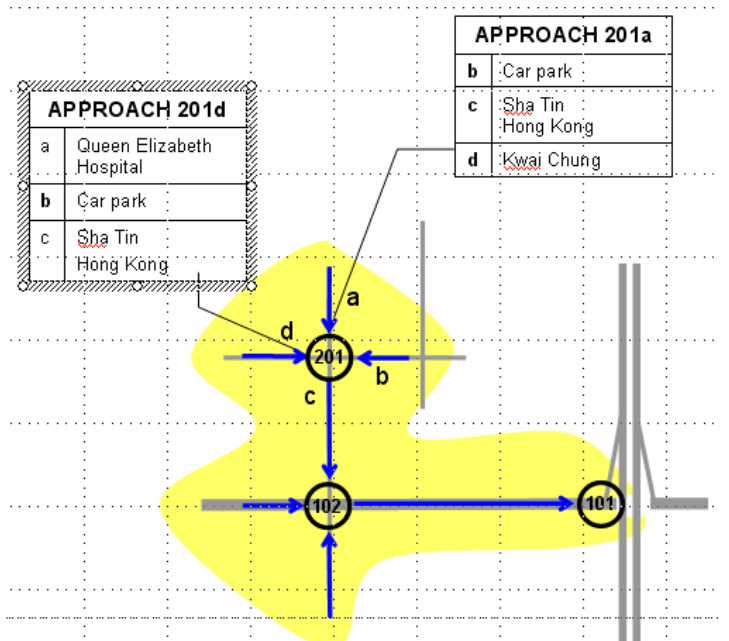 APPROACH 201a
b Car park
c Sha Tin
Hong Kong
d Kwai Chung
APPROACH 201d
a Queen Elizabeth
Hospital
b Car park
c Sha Tin
Hong Kong
a
d
201
b
c
102
101